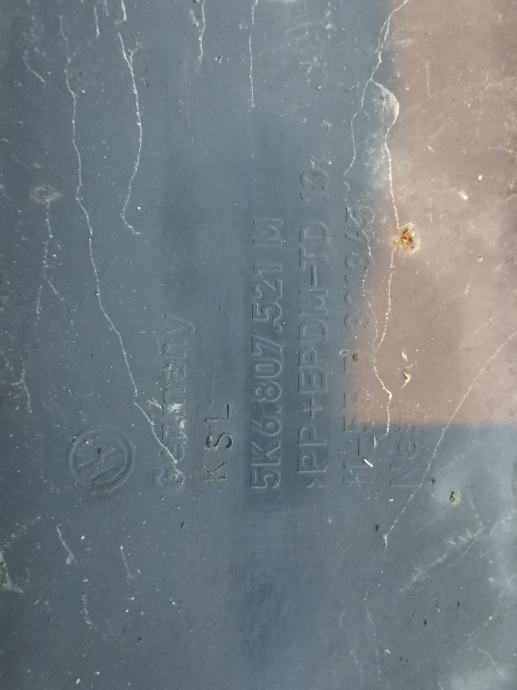 Germany
KSL
5K6.807.521 M
>PP+EPDM-TD 10<